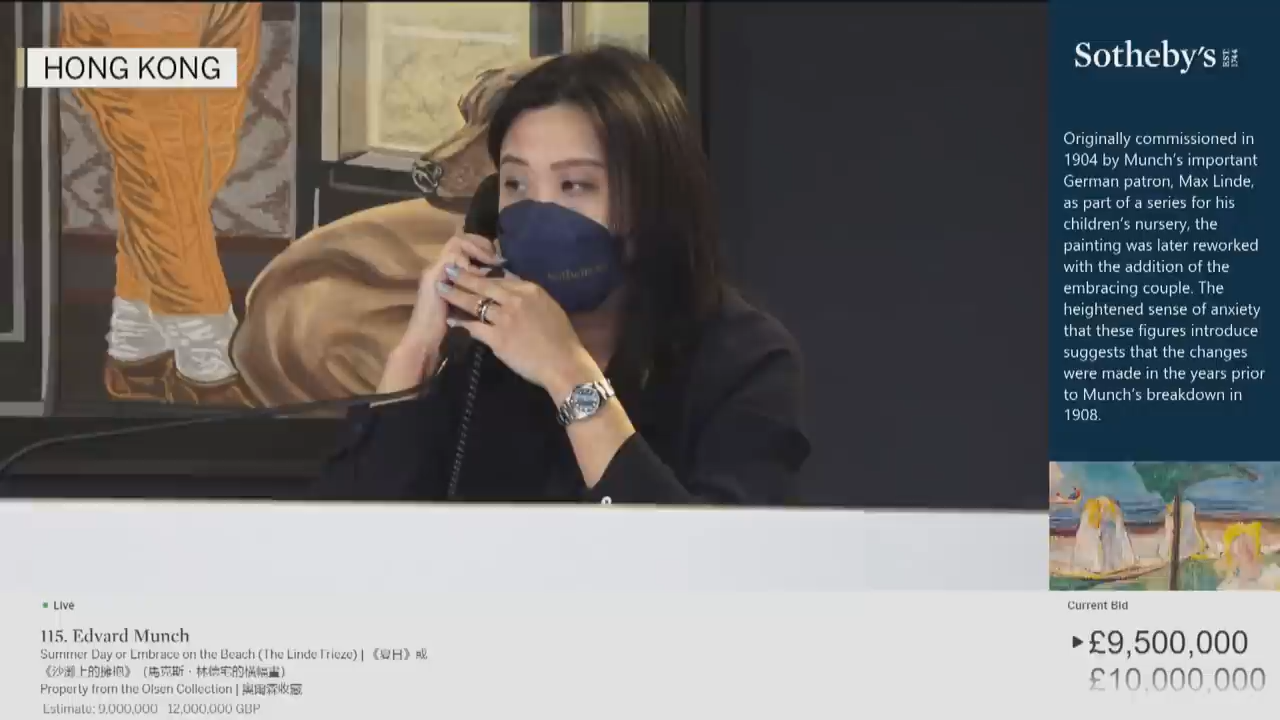 HONG KONG
Sotheby's EST. 1744
Originally commissioned in
1904 by Munch's important
German patron, Max Linde,
as part of a series for his
children's nursery, the
painting was later reworked
with the addition of the
embracing couple. The
heightened sense of anxiety
that these figures introduce
suggests that the changes
were made in the years prior
to Munch's breakdown in
1908.
Sotheby's
Live
115. Edvard Munch
Summer Day or Embrace on the Beach (The Linde Frieze) | 《夏日》或
《沙灘上的擁抱》（馬克斯·林德宅的橫幅畫）
Property from the Olsen Collection | 奧爾森收藏
Estimate: 9,000,000 12,000,000 GBP
Current Bid
£9,500,000
£10,000,000